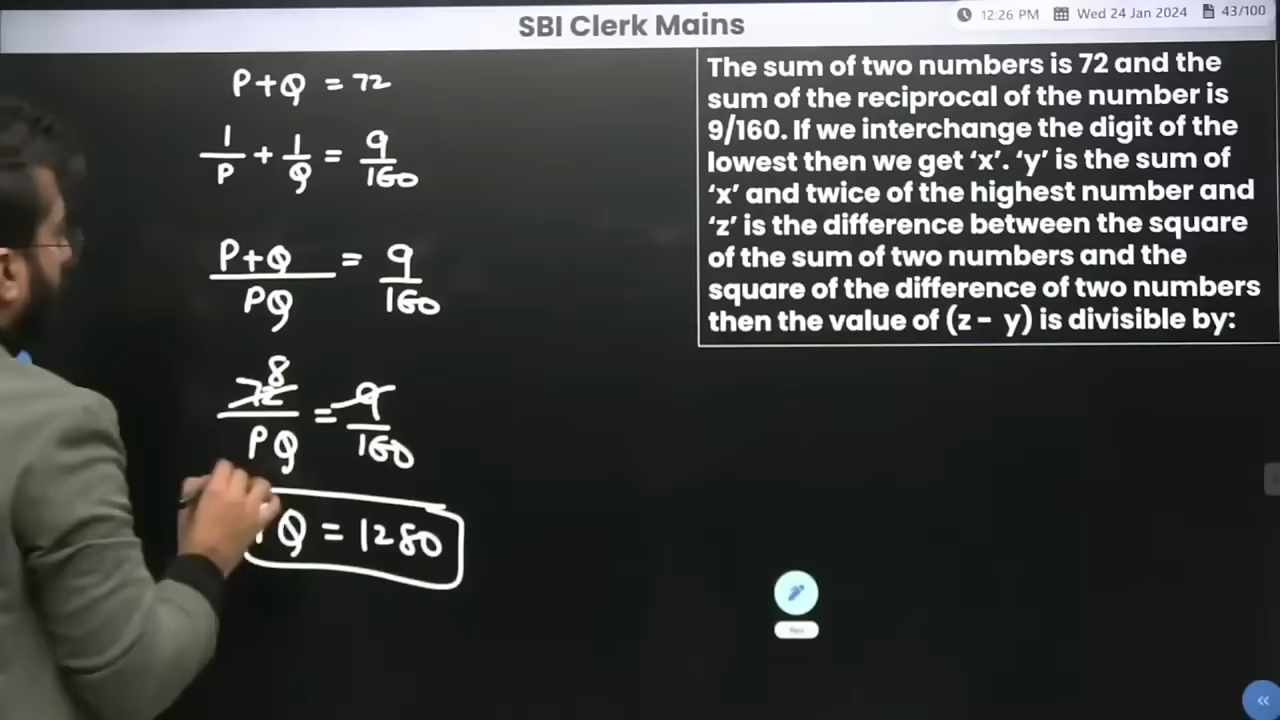 SBI Clerk Mains
12:26 PM Wed 24 Jan 2024 43/100
P+Q = 72
1/P + 1/Q = 9/160
P+Q/PQ = 9/160
72 8/PQ = 9/160
Q = 1280
The sum of two numbers is 72 and the
sum of the reciprocal of the number is
9/160. If we interchange the digit of the
lowest then we get ‘x’. ‘y’ is the sum of
‘x’ and twice of the highest number and
‘z’ is the difference between the square
of the sum of two numbers and the
square of the difference of two numbers
then the value of (z - y) is divisible by:
Pen